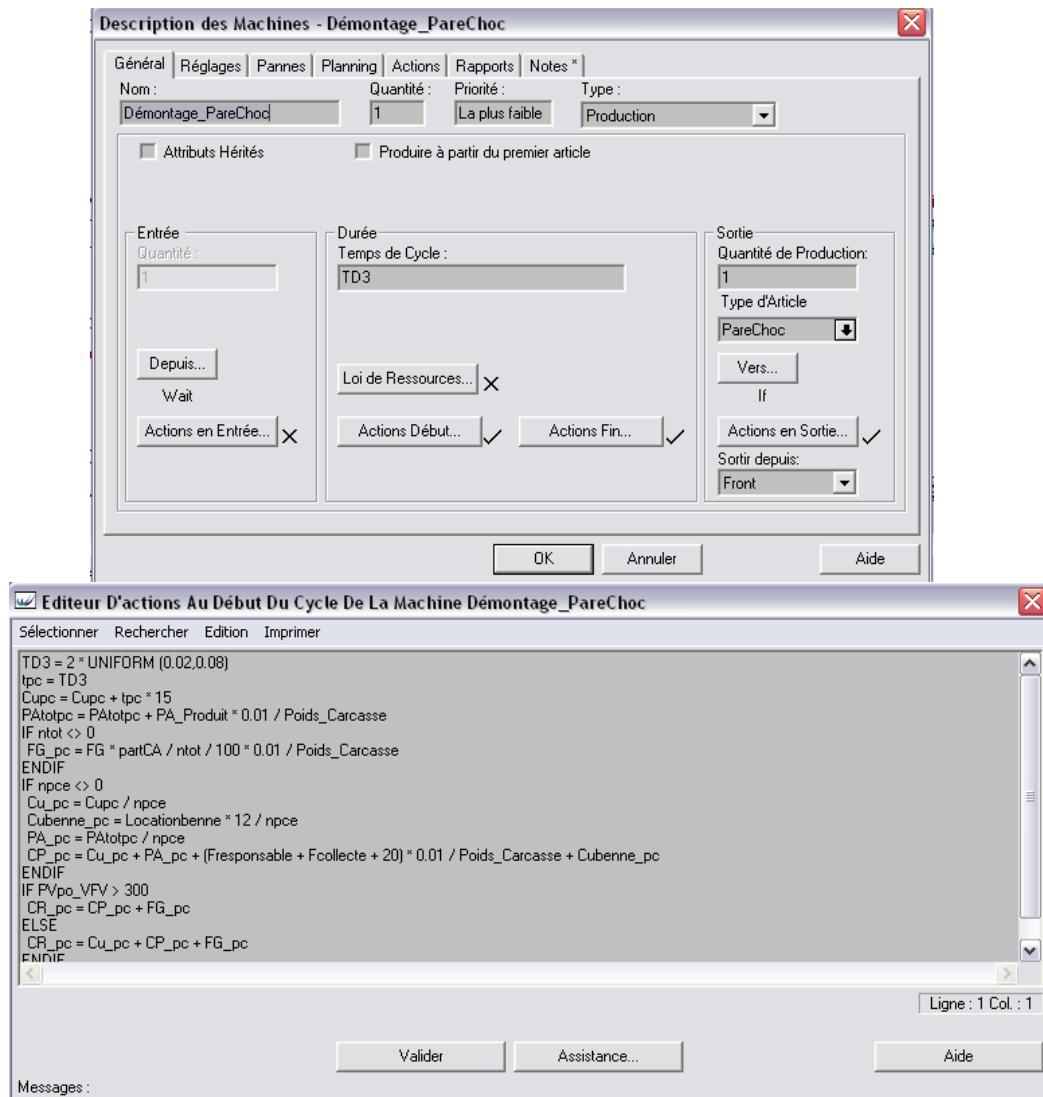 Description des Machines - Démontage_PareChoc
Général Réglages Pannes Planning Actions Rapports Notes *
Nom : Quantité : Priorité : Type :
Démontage_PareChoc 1 La plus faible Production
Attributs Hérités Produire à partir du premier article
Entrée Durée Sortie
Quantité : Temps de Cycle : Quantité de Production:
1 TD3 1
Type d'Article
PareChoc
Depuis... Loi de Ressources... Vers...
Wait If
Actions en Entrée... Actions Début... Actions Fin... Actions en Sortie...
Sortir depuis:
Front
OK Annuler Aide
Editeur D'actions Au Début Du Cycle De La Machine Démontage_PareChoc
Sélectionner Rechercher Edition Imprimer
TD3 = 2 * UNIFORM (0.02,0.08)
tpc = TD3
Cupc = Cupc + tpc * 15
PAtotpc = PAtotpc + PA_Produit * 0.01 / Poids_Carcasse
IF ntot <> 0
FG_pc = FG * partCA / ntot / 100 * 0.01 / Poids_Carcasse
ENDIF
IF npce <> 0
Cu_pc = Cupc / npce
Cubenne_pc = Locationbenne * 12 / npce
PA_pc = PAtotpc / npce
CP_pc = Cu_pc + PA_pc + (Fresponsable + Fcollecte + 20) * 0.01 / Poids_Carcasse + Cubenne_pc
ENDIF
IF PVpo_VFV > 300
CR_pc = CP_pc + FG_pc
ELSE
CR_pc = Cu_pc + CP_pc + FG_pc
ENDIF
Ligne : 1 Col. : 1
Valider Assistance... Aide
Messages :